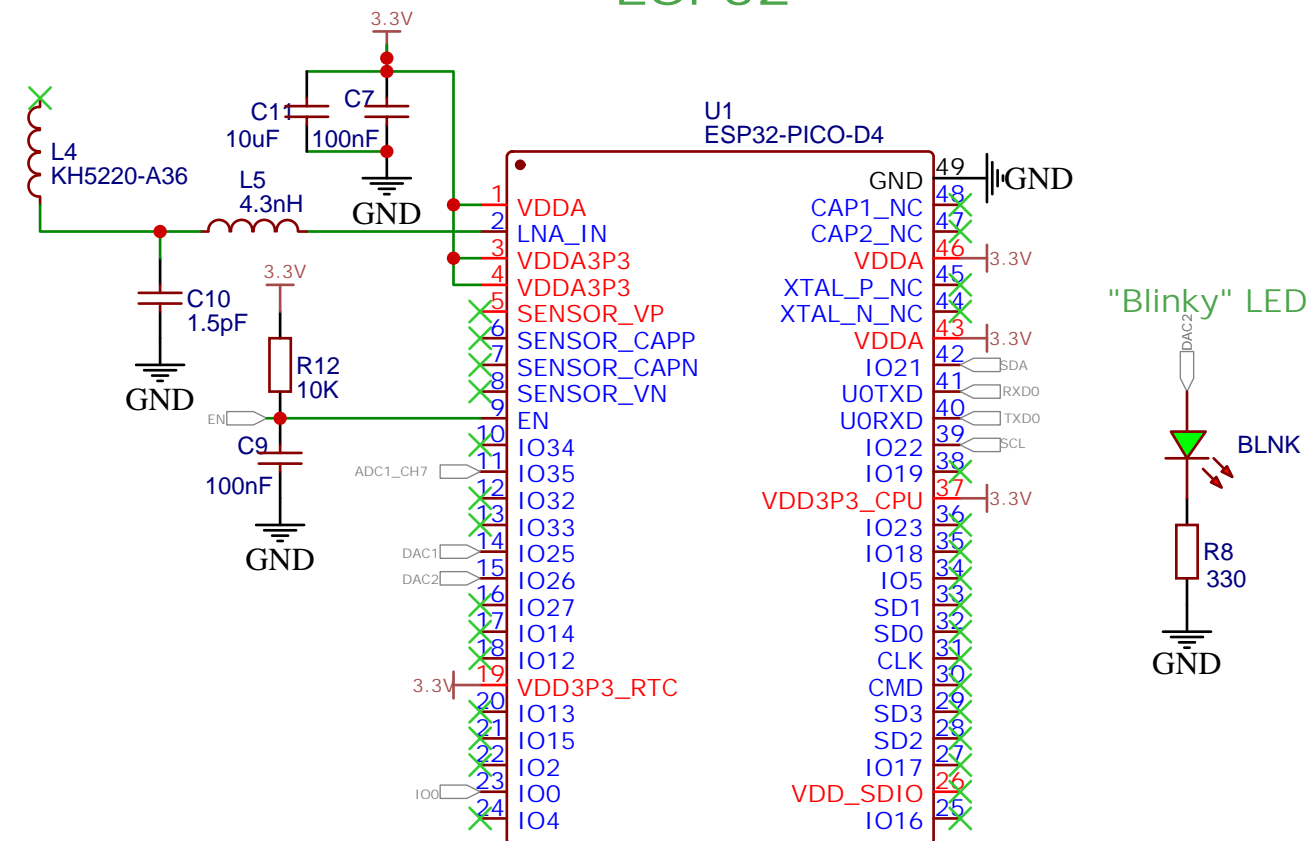 3.3V
C11
10uF
C7
100nF
GND
L4
KH5220-A36
L5
4.3nH
C10
1.5pF
GND
3.3V
R12
10K
EN
C9
100nF
GND
U1
ESP32-PICO-D4
1 VDDA
2 LNA_IN
3 VDDA3P3
4 VDDA3P3
5 SENSOR_VP
6 SENSOR_CAPP
7 SENSOR_CAPN
8 SENSOR_VN
9 EN
10 IO34
ADC1_CH7 11 IO35
12 IO32
13 IO33
DAC1 14 IO25
DAC2 15 IO26
16 IO27
17 IO14
18 IO12
3.3V 19 VDD3P3_RTC
20 IO13
21 IO15
22 IO2
IO0 23 IO0
24 IO4
GND 49 GND
CAP1_NC 48
CAP2_NC 47
VDDA 46 3.3V
XTAL_P_NC 45
XTAL_N_NC 44
VDDA 43 3.3V
IO21 42 SDA
U0TXD 41 RXD0
U0RXD 40 TXD0
IO22 39 SCL
IO19 38
VDD3P3_CPU 37 3.3V
IO23 36
IO18 35
IO5 34
SD1 33
SD0 32
CLK 31
CMD 30
SD3 29
SD2 28
IO17 27
VDD_SDIO 26
IO16 25
"Blinky" LED
DAC2
BLNK
R8
330
GND